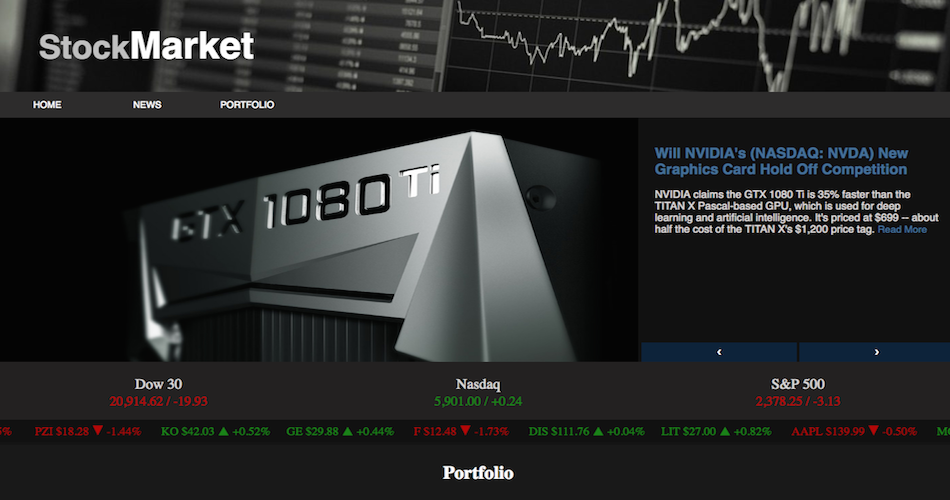 StockMarket
HOME NEWS PORTFOLIO
GTX 1080 Ti
Will NVIDIA's (NASDAQ: NVDA) New
Graphics Card Hold Off Competition
NVIDIA claims the GTX 1080 Ti is 35% faster than the
TITAN X Pascal-based GPU, which is used for deep
learning and artificial intelligence. It's priced at $699 -- about
half the cost of the TITAN X's $1,200 price tag. Read More
‹ ›
Dow 30 Nasdaq S&P 500
20,914.62 / -19.93 5,901.00 / +0.24 2,378.25 / -3.13
PZI $18.28 ▼ -1.44% KO $42.03 ▲ +0.52% GE $29.88 ▲ +0.44% F $12.48 ▼ -1.73% DIS $111.76 ▲ +0.04% LIT $27.00 ▲ +0.82% AAPL $139.99 ▼ -0.50%
Portfolio